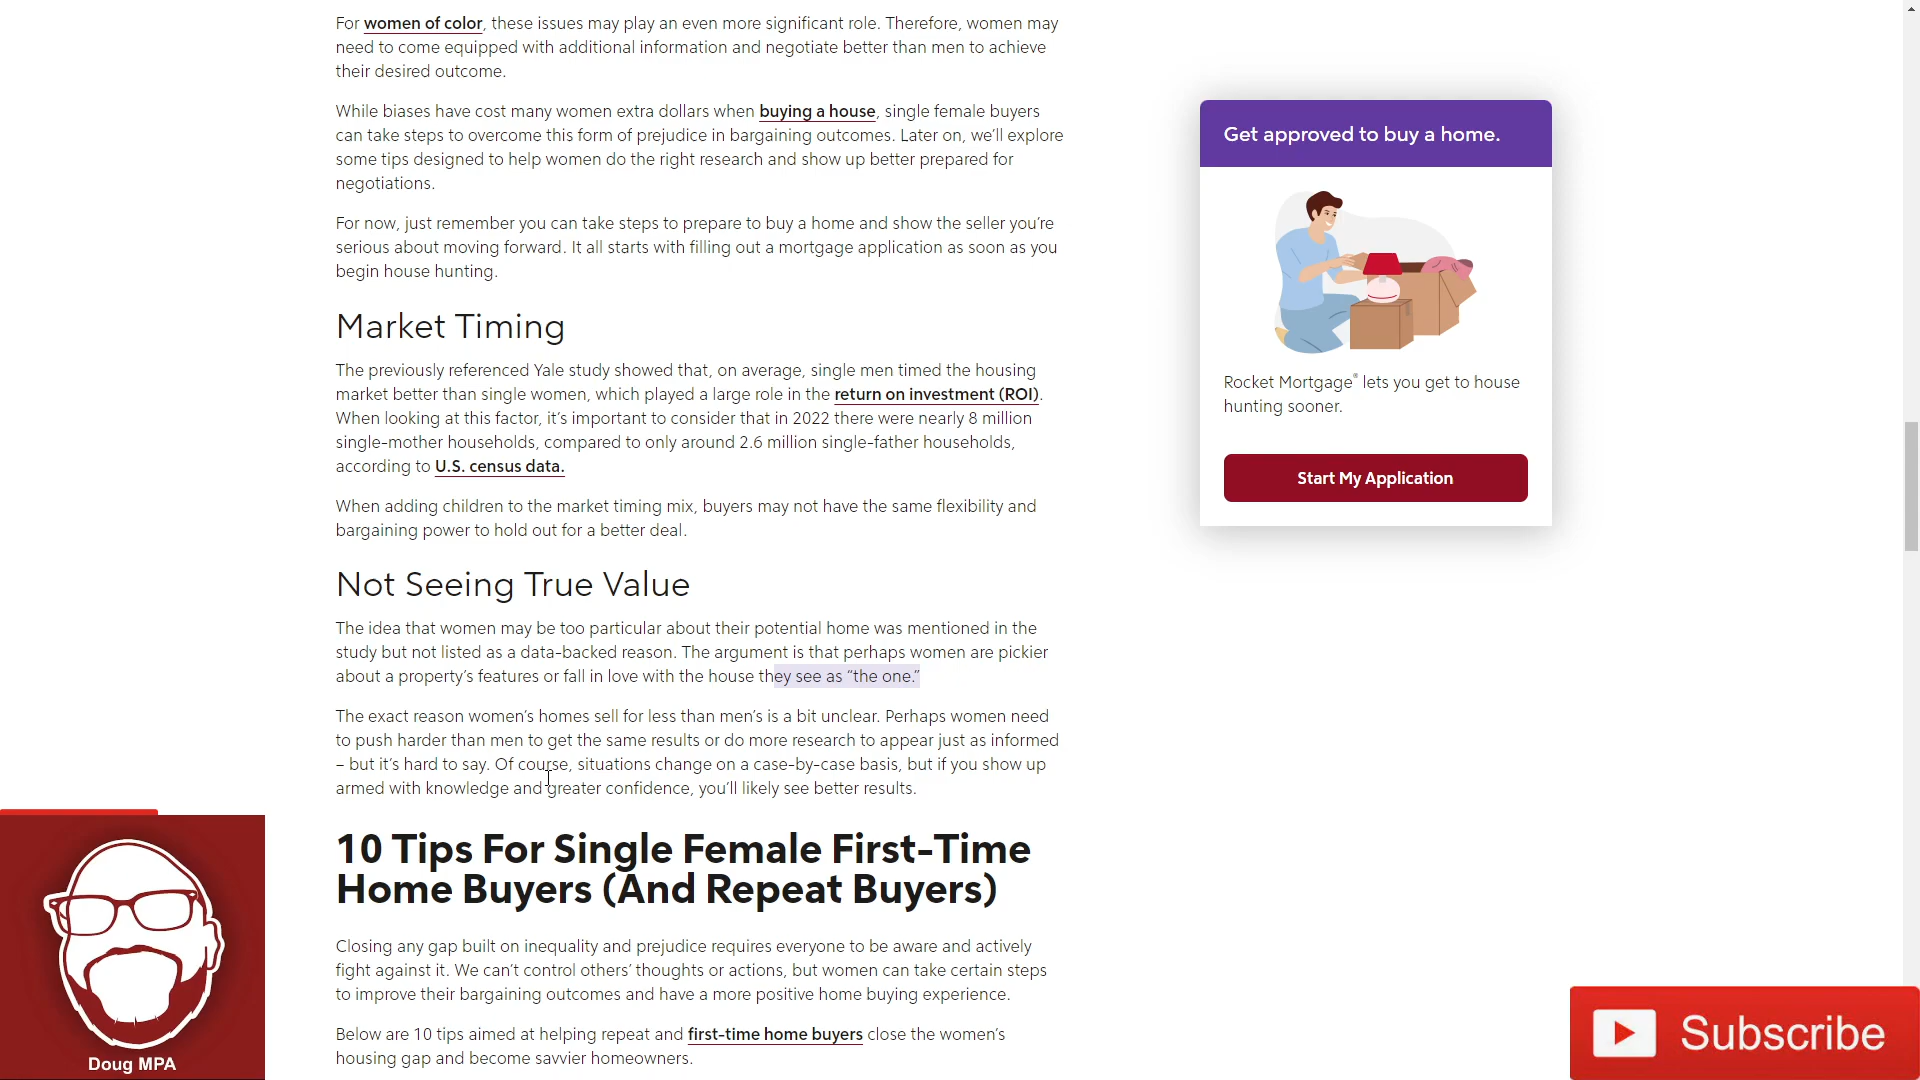 For women of color, these issues may play an even more significant role. Therefore, women may
need to come equipped with additional information and negotiate better than men to achieve
their desired outcome.
While biases have cost many women extra dollars when buying a house, single female buyers
can take steps to overcome this form of prejudice in bargaining outcomes. Later on, we’ll explore
some tips designed to help women do the right research and show up better prepared for
negotiations.
For now, just remember you can take steps to prepare to buy a home and show the seller you’re
serious about moving forward. It all starts with filling out a mortgage application as soon as you
begin house hunting.
Market Timing
The previously referenced Yale study showed that, on average, single men timed the housing
market better than single women, which played a large role in the return on investment (ROI).
When looking at this factor, it’s important to consider that in 2022 there were nearly 8 million
single-mother households, compared to only around 2.6 million single-father households,
according to U.S. census data.
When adding children to the market timing mix, buyers may not have the same flexibility and
bargaining power to hold out for a better deal.
Not Seeing True Value
The idea that women may be too particular about their potential home was mentioned in the
study but not listed as a data-backed reason. The argument is that perhaps women are pickier
about a property’s features or fall in love with the house they see as “the one.”
The exact reason women’s homes sell for less than men’s is a bit unclear. Perhaps women need
to push harder than men to get the same results or do more research to appear just as informed
– but it’s hard to say. Of course, situations change on a case-by-case basis, but if you show up
armed with knowledge and greater confidence, you’ll likely see better results.
10 Tips For Single Female First-Time
Home Buyers (And Repeat Buyers)
Closing any gap built on inequality and prejudice requires everyone to be aware and actively
fight against it. We can’t control others’ thoughts or actions, but women can take certain steps
to improve their bargaining outcomes and have a more positive home buying experience.
Below are 10 tips aimed at helping repeat and first-time home buyers close the women’s
housing gap and become savvier homeowners.
Get approved to buy a home.
Rocket Mortgage® lets you get to house
hunting sooner.
Start My Application
Doug MPA
Subscribe